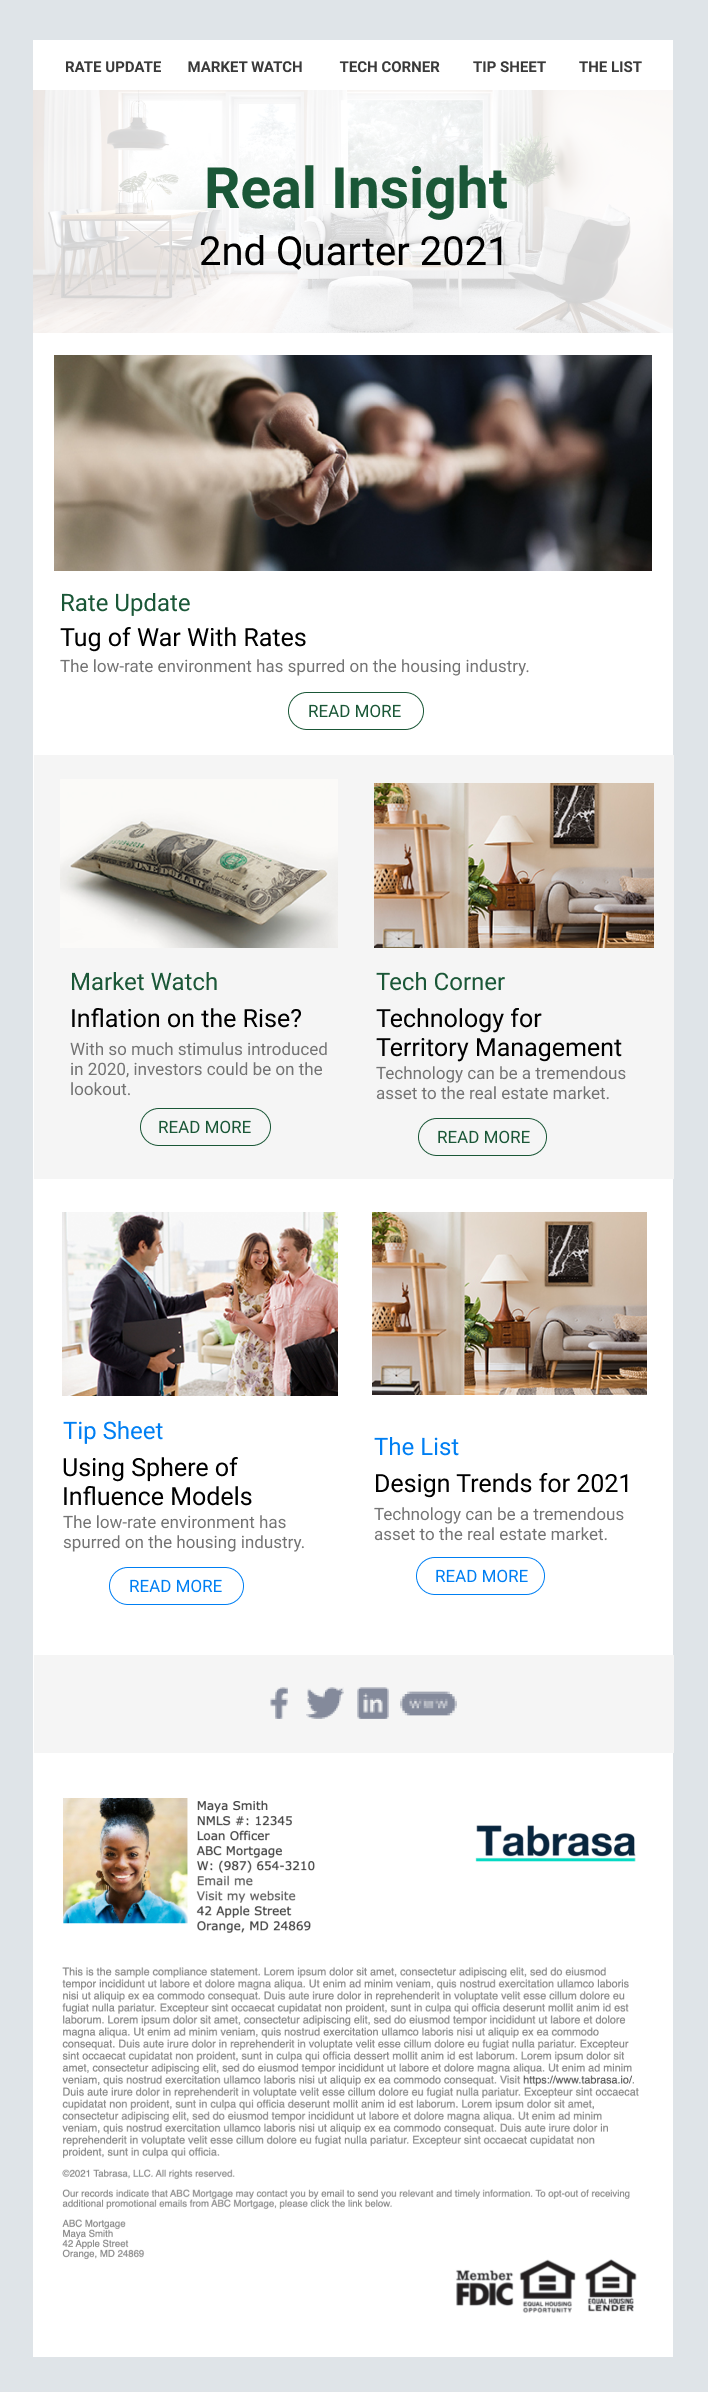 RATE UPDATE MARKET WATCH TECH CORNER TIP SHEET THE LIST
Real Insight
2nd Quarter 2021
Rate Update
Tug of War With Rates
The low-rate environment has spurred on the housing industry.
READ MORE
ONE DOLLAR
Market Watch
Inflation on the Rise?
With so much stimulus introduced
in 2020, investors could be on the
lookout.
READ MORE
Tech Corner
Technology for
Territory Management
Technology can be a tremendous
asset to the real estate market.
READ MORE
Tip Sheet
Using Sphere of
Influence Models
The low-rate environment has
spurred on the housing industry.
READ MORE
The List
Design Trends for 2021
Technology can be a tremendous
asset to the real estate market.
READ MORE
f in WWW
Maya Smith
NMLS #: 12345
Loan Officer
ABC Mortgage
W: (987) 654-3210
Email me
Visit my website
42 Apple Street
Orange, MD 24869
Tabrasa
This is the sample compliance statement. Lorem ipsum dolor sit amet, consectetur adipiscing elit, sed do eiusmod
tempor incididunt ut labore et dolore magna aliqua. Ut enim ad minim veniam, quis nostrud exercitation ullamco laboris
nisi ut aliquip ex ea commodo consequat. Duis aute irure dolor in reprehenderit in voluptate velit esse cillum dolore eu
fugiat nulla pariatur. Excepteur sint occaecat cupidatat non proident, sunt in culpa qui officia deserunt mollit anim id est
laborum. Lorem ipsum dolor sit amet, consectetur adipiscing elit, sed do eiusmod tempor incididunt ut labore et dolore
magna aliqua. Ut enim ad minim veniam, quis nostrud exercitation ullamco laboris nisi ut aliquip ex ea commodo
consequat. Duis aute irure dolor in reprehenderit in voluptate velit esse cillum dolore eu fugiat nulla pariatur. Excepteur
sint occaecat cupidatat non proident, sunt in culpa qui officia dessert mollit anim id est laborum. Lorem ipsum dolor sit
amet, consectetur adipiscing elit, sed do eiusmod tempor incididunt ut labore et dolore magna aliqua. Ut enim ad minim
veniam, quis nostrud exercitation ullamco laboris nisi ut aliquip ex ea commodo consequat. Visit https://www.tabrasa.io/.
Duis aute irure dolor in reprehenderit in voluptate velit esse cillum dolore eu fugiat nulla pariatur. Excepteur sint occaecat
cupidatat non proident, sunt in culpa qui officia deserunt mollit anim id est laborum. Lorem ipsum dolor sit amet,
consectetur adipiscing elit, sed do eiusmod tempor incididunt ut labore et dolore magna aliqua. Ut enim ad minim
veniam, quis nostrud exercitation ullamco laboris nisi ut aliquip ex ea commodo consequat. Duis aute irure dolor in
reprehenderit in voluptate velit esse cillum dolore eu fugiat nulla pariatur. Excepteur sint occaecat cupidatat non
proident, sunt in culpa qui officia.
©2021 Tabrasa, LLC. All rights reserved.
Our records indicate that ABC Mortgage may contact you by email to send you relevant and timely information. To opt-out of receiving
additional promotional emails from ABC Mortgage, please click the link below.
ABC Mortgage
Maya Smith
42 Apple Street
Orange, MD 24869
Member
FDIC
EQUAL HOUSING
OPPORTUNITY
EQUAL HOUSING
LENDER